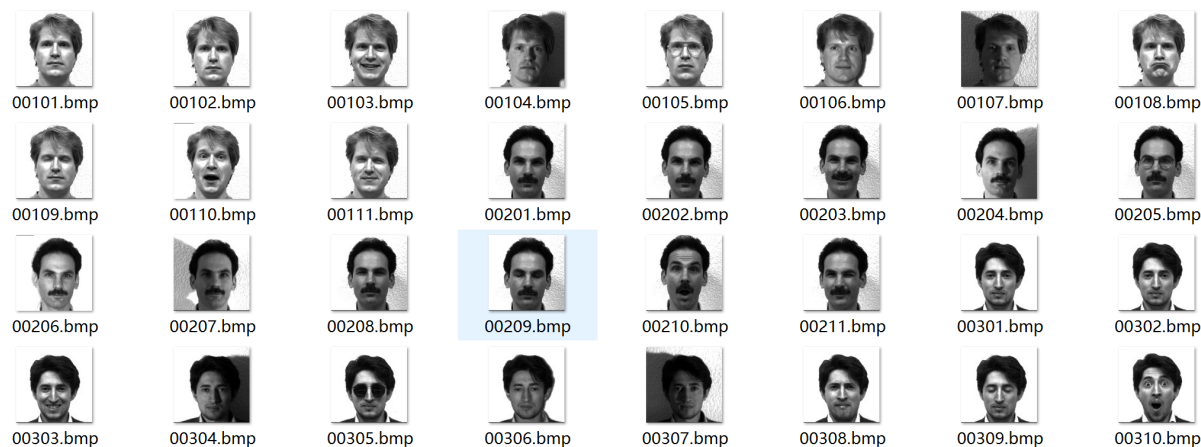 00101.bmp 00102.bmp 00103.bmp 00104.bmp 00105.bmp 00106.bmp 00107.bmp 00108.bmp
00109.bmp 00110.bmp 00111.bmp 00201.bmp 00202.bmp 00203.bmp 00204.bmp 00205.bmp
00206.bmp 00207.bmp 00208.bmp 00209.bmp 00210.bmp 00211.bmp 00301.bmp 00302.bmp
00303.bmp 00304.bmp 00305.bmp 00306.bmp 00307.bmp 00308.bmp 00309.bmp 00310.bmp